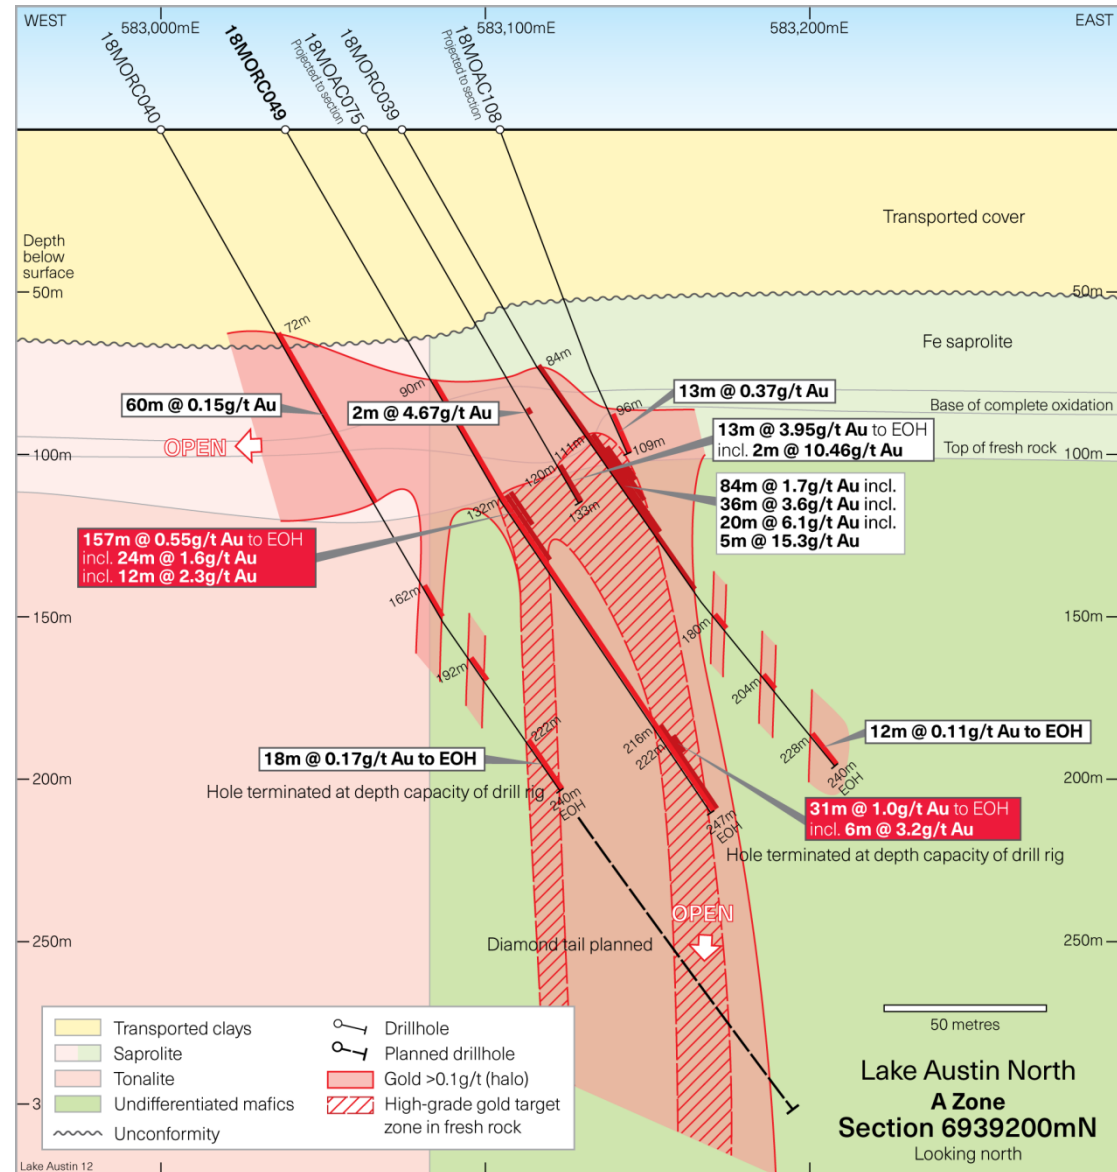 WEST
583,000mE
583,100mE
583,200mE
EAST
18MORC040
18MORC049
18MOAC075
Projected to section
18MORC039
18MOAC108
Projected to section
Transported cover
Depth
below
surface
50m
50m
72m
Fe saprolite
84m
90m
60m @ 0.15g/t Au
2m @ 4.67g/t Au
13m @ 0.37g/t Au
96m
Base of complete oxidation
13m @ 3.95g/t Au to EOH
incl. 2m @ 10.46g/t Au
OPEN
109m
111m
Top of fresh rock
100m
100m
120m
84m @ 1.7g/t Au incl.
36m @ 3.6g/t Au incl.
20m @ 6.1g/t Au incl.
5m @ 15.3g/t Au
132m
133m
157m @ 0.55g/t Au to EOH
incl. 24m @ 1.6g/t Au
incl. 12m @ 2.3g/t Au
162m
150m
150m
180m
192m
204m
222m
216m
222m
228m
12m @ 0.11g/t Au to EOH
18m @ 0.17g/t Au to EOH
240m
EOH
200m
200m
Hole terminated at depth capacity of drill rig
240m
EOH
247m
EOH
31m @ 1.0g/t Au to EOH
incl. 6m @ 3.2g/t Au
Hole terminated at depth capacity of drill rig
OPEN
250m
250m
Diamond tail planned
50 metres
Transported clays
Saprolite
Tonalite
Undifferentiated mafics
Unconformity
Drillhole
Planned drillhole
Gold >0.1g/t (halo)
High-grade gold target
zone in fresh rock
3
Lake Austin North
A Zone
Section 6939200mN
Looking north
Lake Austin 12